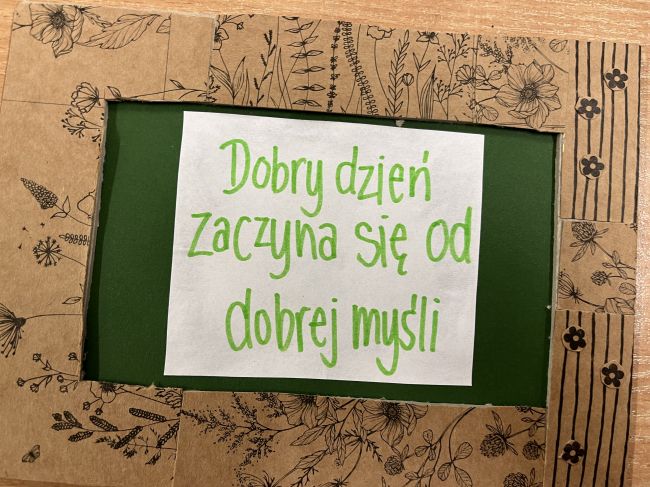 Dobry dzień
zaczyna się od
dobrej myśli